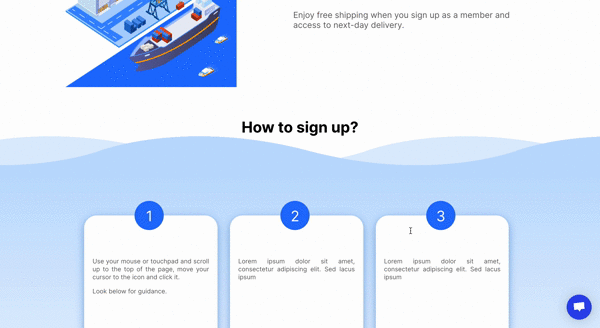 Enjoy free shipping when you sign up as a member and
access to next-day delivery.
How to sign up?
1
2
3
Use your mouse or touchpad and scroll
up to the top of the page, move your
cursor to the icon and click it.
Look below for guidance.
Lorem ipsum dolor sit amet,
consectetur adipiscing elit. Sed lacus
ipsum
Lorem ipsum dolor sit amet,
consectetur adipiscing elit. Sed lacus
ipsum